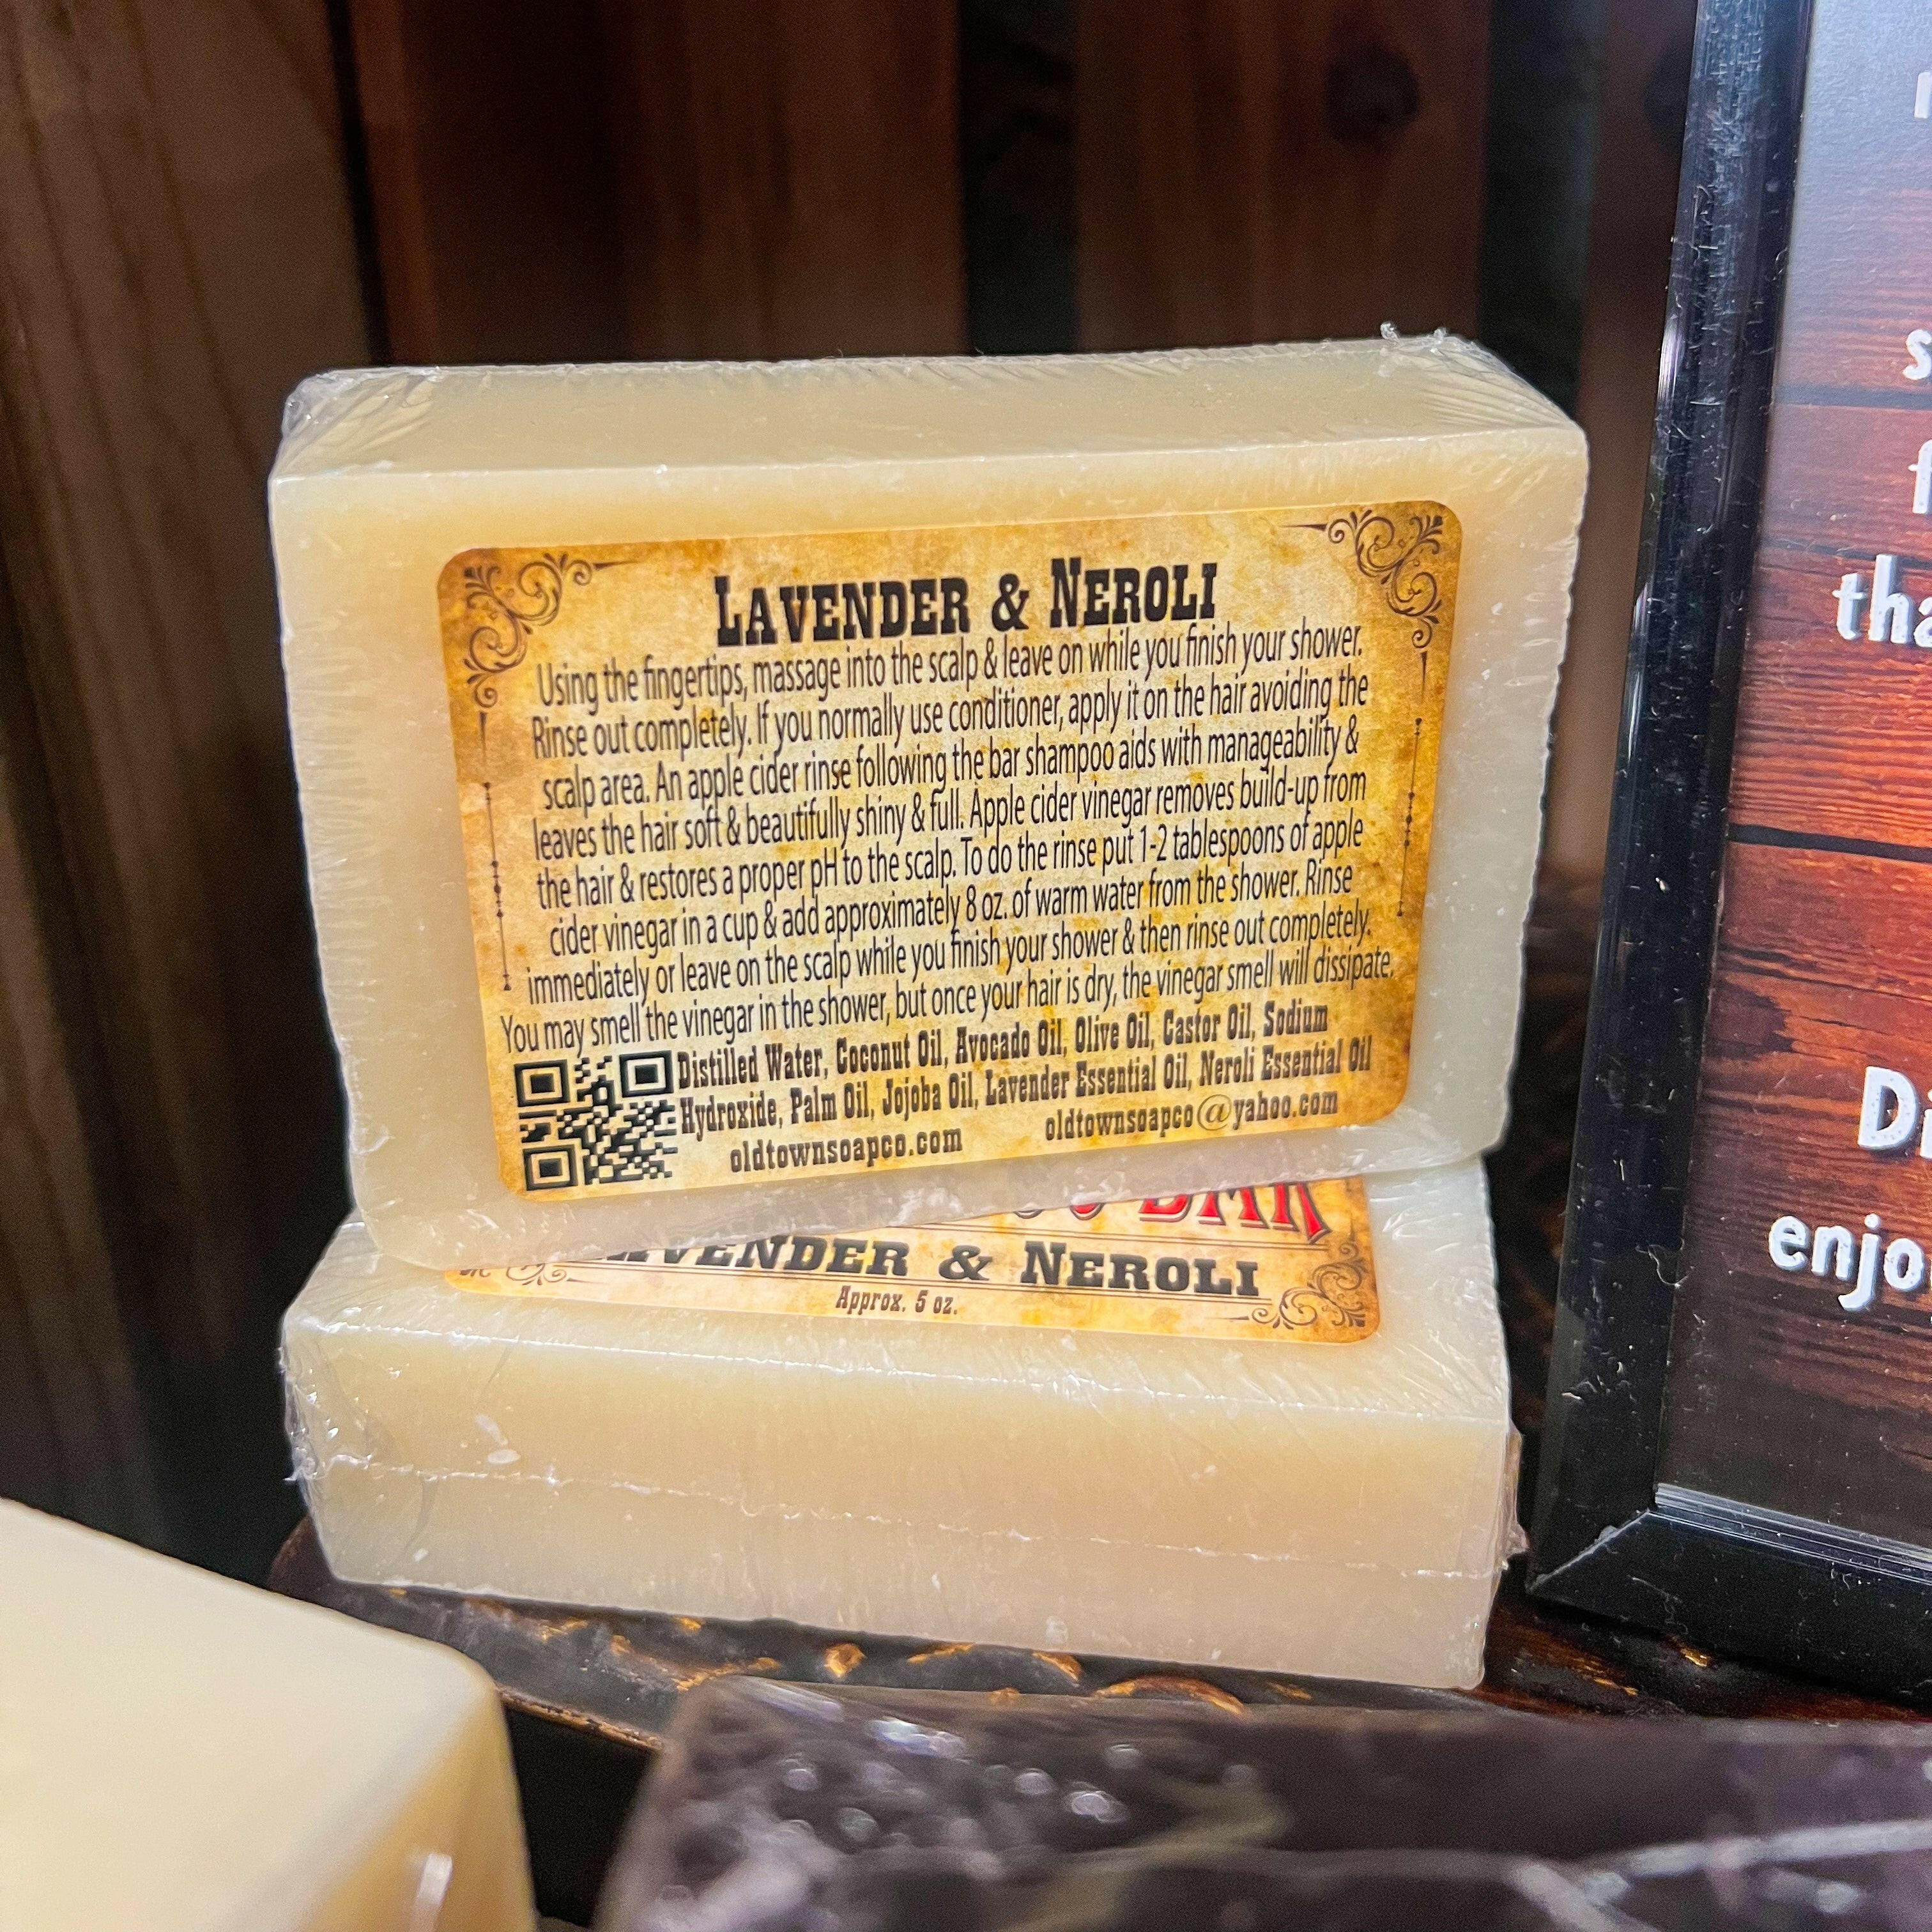 LAVENDER & NEROLI
Using the fingertips, massage into the scalp & leave on while you finish your shower.
Rinse out completely. If you normally use conditioner, apply it on the hair avoiding the
scalp area. An apple cider rinse following the bar shampoo aids with manageability &
leaves the hair soft & beautifully shiny & full. Apple cider vinegar removes build-up from
the hair & restores a proper pH to the scalp. To do the rinse put 1-2 tablespoons of apple
cider vinegar in a cup & add approximately 8 oz. of warm water from the shower. Rinse
immediately or leave on the scalp while you finish your shower & then rinse out completely.
You may smell the vinegar in the shower, but once your hair is dry, the vinegar smell will dissipate.
Distilled Water, Coconut Oil, Avocado Oil, Olive Oil, Castor Oil, Sodium
Hydroxide, Palm Oil, Jojoba Oil, Lavender Essential Oil, Neroli Essential Oil
oldtownsoapco.com oldtownsoapco@yahoo.com
BAR
LAVENDER & NEROLI
Approx. 5 oz.